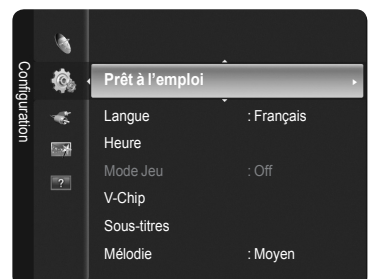 Configuration
Prêt à l'emploi
Langue : Français
Heure
Mode Jeu : Off
V-Chip
Sous-titres
Mélodie : Moyen
?